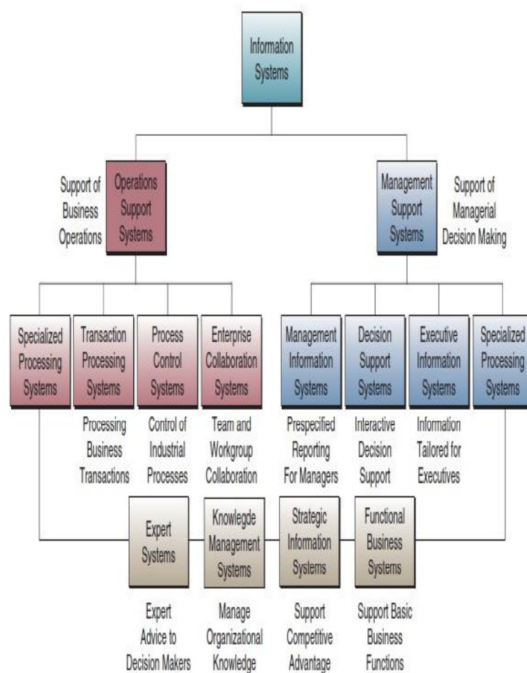 Information
Systems
Support of
Business
Operations
Operations
Support
Systems
Management
Support
Systems
Support of
Managerial
Decision Making
Specialized
Processing
Systems
Transaction
Processing
Systems
Process
Control
Systems
Enterprise
Collaboration
Systems
Management
Information
Systems
Decision
Support
Systems
Executive
Information
Systems
Specialized
Processing
Systems
Processing
Business
Transactions
Control of
Industrial
Processes
Team and
Workgroup
Collaboration
Prespecified
Reporting
For Managers
Interactive
Decision
Support
Information
Tailored for
Executives
Expert
Systems
Knowlegde
Management
Systems
Strategic
Information
Systems
Functional
Business
Systems
Expert
Advice to
Decision Makers
Manage
Organizational
Knowledge
Support
Competitive
Advantage
Support Basic
Business
Functions